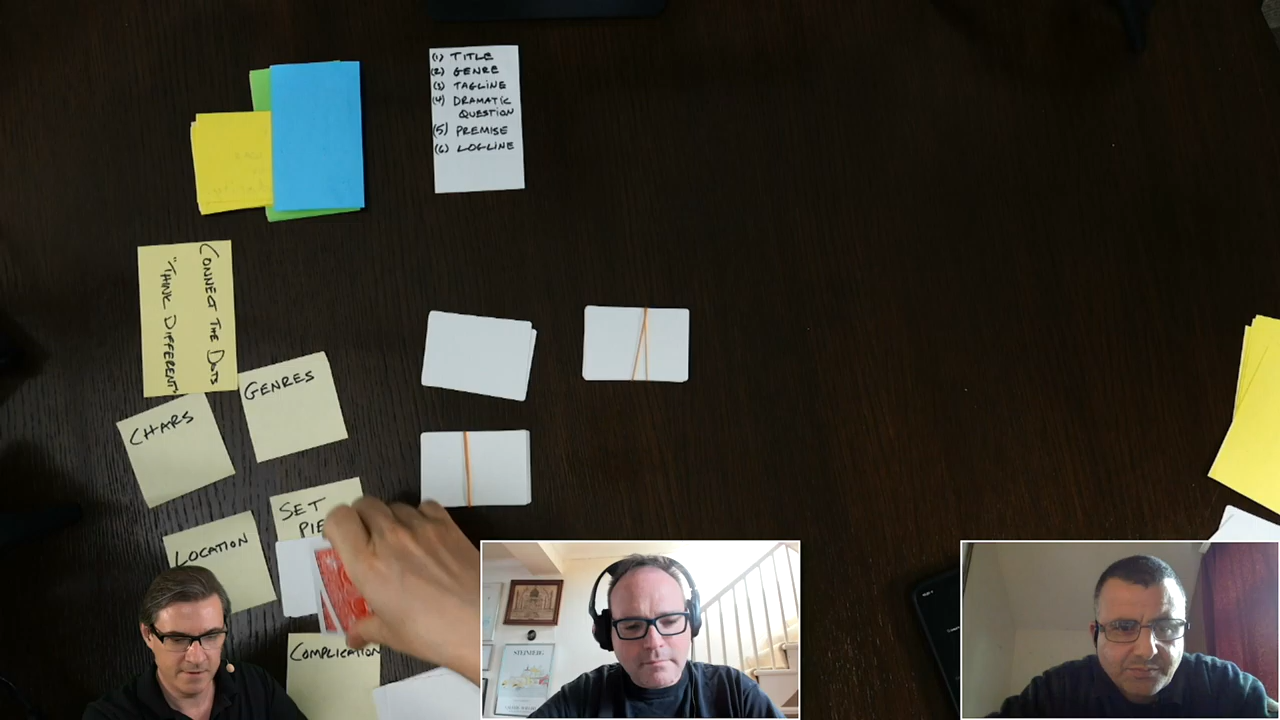 (1) TITLE
(2) GENRE
(3) TAGLINE
(4) DRAMATIC
QUESTION
(5) PREMISE
(6) LOGLINE
CONNECT THE DOTS
"THINK DIFFERENT"
GENRES
CHARS
SET
PIE
LOCATION
COMPLICATION
STEINBERG